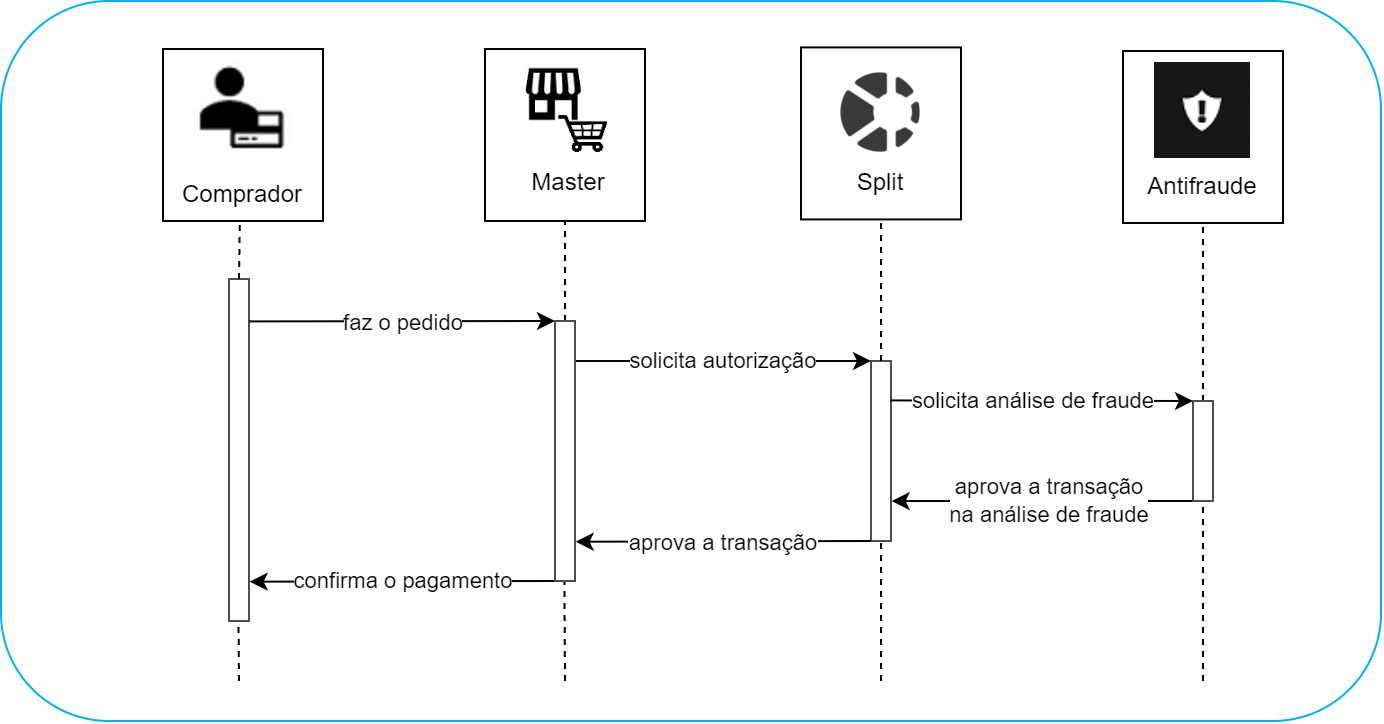 Comprador
Master
Split
Antifraude
faz o pedido
solicita autorização
solicita análise de fraude
aprova a transação
na análise de fraude
aprova a transação
confirma o pagamento